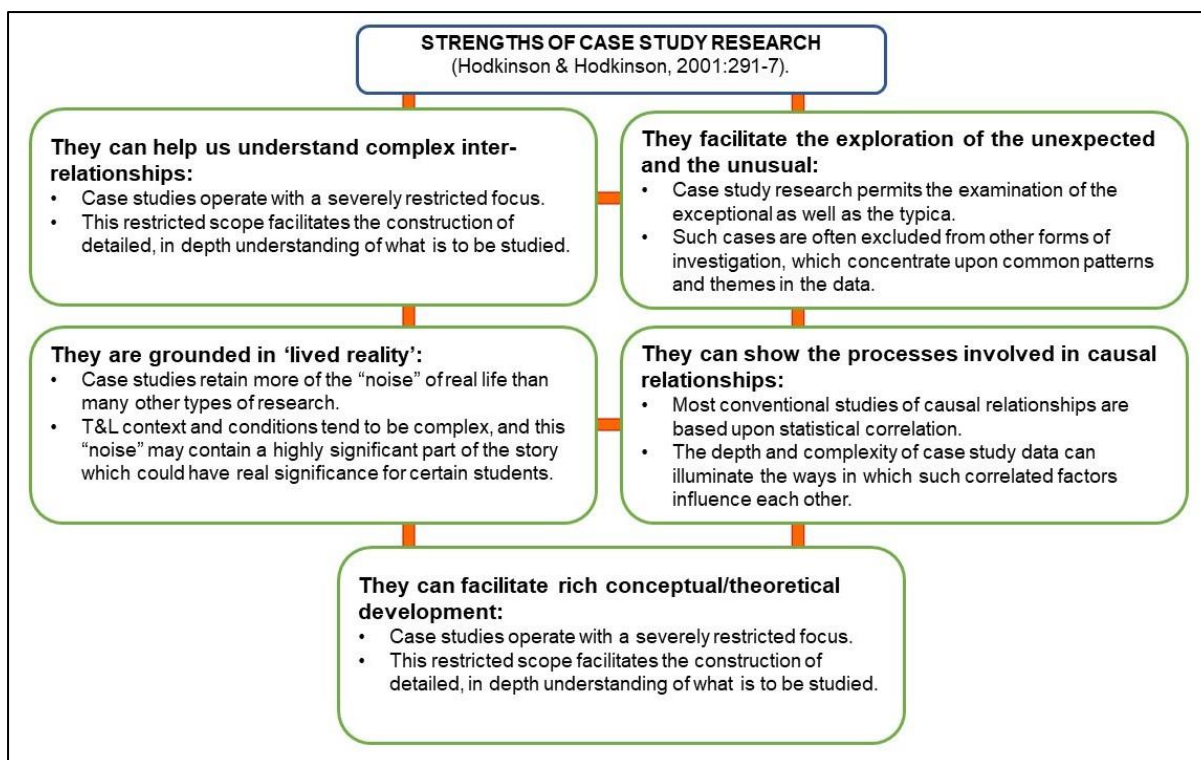 STRENGTHS OF CASE STUDY RESEARCH
(Hodkinson & Hodkinson, 2001:291-7).
They can help us understand complex inter-
relationships:
• Case studies operate with a severely restricted focus.
• This restricted scope facilitates the construction of
detailed, in depth understanding of what is to be studied.
They facilitate the exploration of the unexpected
and the unusual:
• Case study research permits the examination of the
exceptional as well as the typica.
• Such cases are often excluded from other forms of
investigation, which concentrate upon common patterns
and themes in the data.
They are grounded in ‘lived reality’:
• Case studies retain more of the “noise” of real life than
many other types of research.
• T&L context and conditions tend to be complex, and this
“noise” may contain a highly significant part of the story
which could have real significance for certain students.
They can show the processes involved in causal
relationships:
• Most conventional studies of causal relationships are
based upon statistical correlation.
• The depth and complexity of case study data can
illuminate the ways in which such correlated factors
influence each other.
They can facilitate rich conceptual/theoretical
development:
• Case studies operate with a severely restricted focus.
• This restricted scope facilitates the construction of
detailed, in depth understanding of what is to be studied.